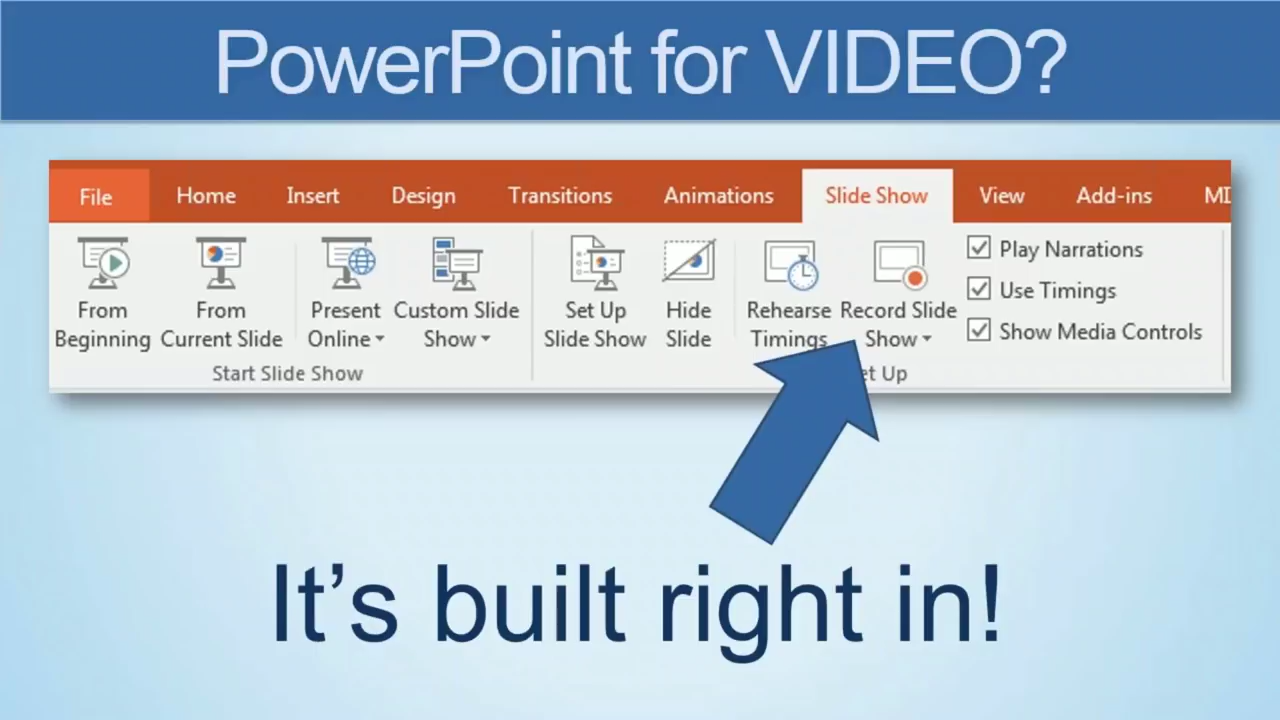 PowerPoint for VIDEO?
File Home Insert Design Transitions Animations Slide Show View Add-ins
From Beginning
From Current Slide
Present Online
Custom Slide Show
Start Slide Show
Set Up Slide Show
Hide Slide
Rehearse Timings
Record Slide Show
Play Narrations
Use Timings
Show Media Controls
Up
It's built right in!